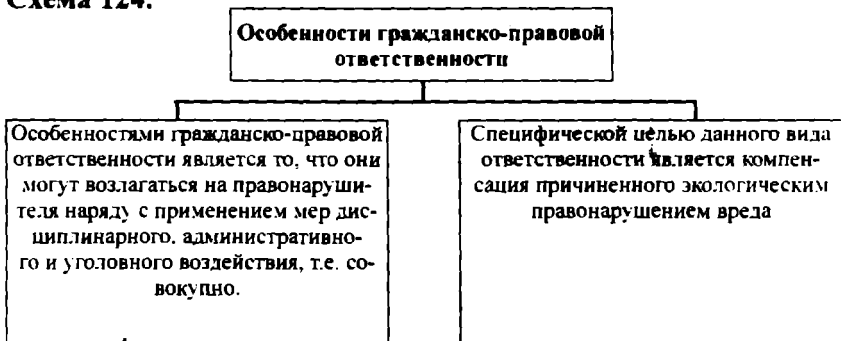 Схема 124.
Особенности гражданско-правовой
ответственности
Особенностями гражданско-правовой
ответственности является то, что они
могут возлагаться на правонаруши-
теля наряду с применением мер дис-
циплинарного, административно-
го и уголовного воздействия, т.е. со-
вокупно.
Специфической целью данного вида
ответственности является компен-
сация причиненного экологическим
правонарушением вреда